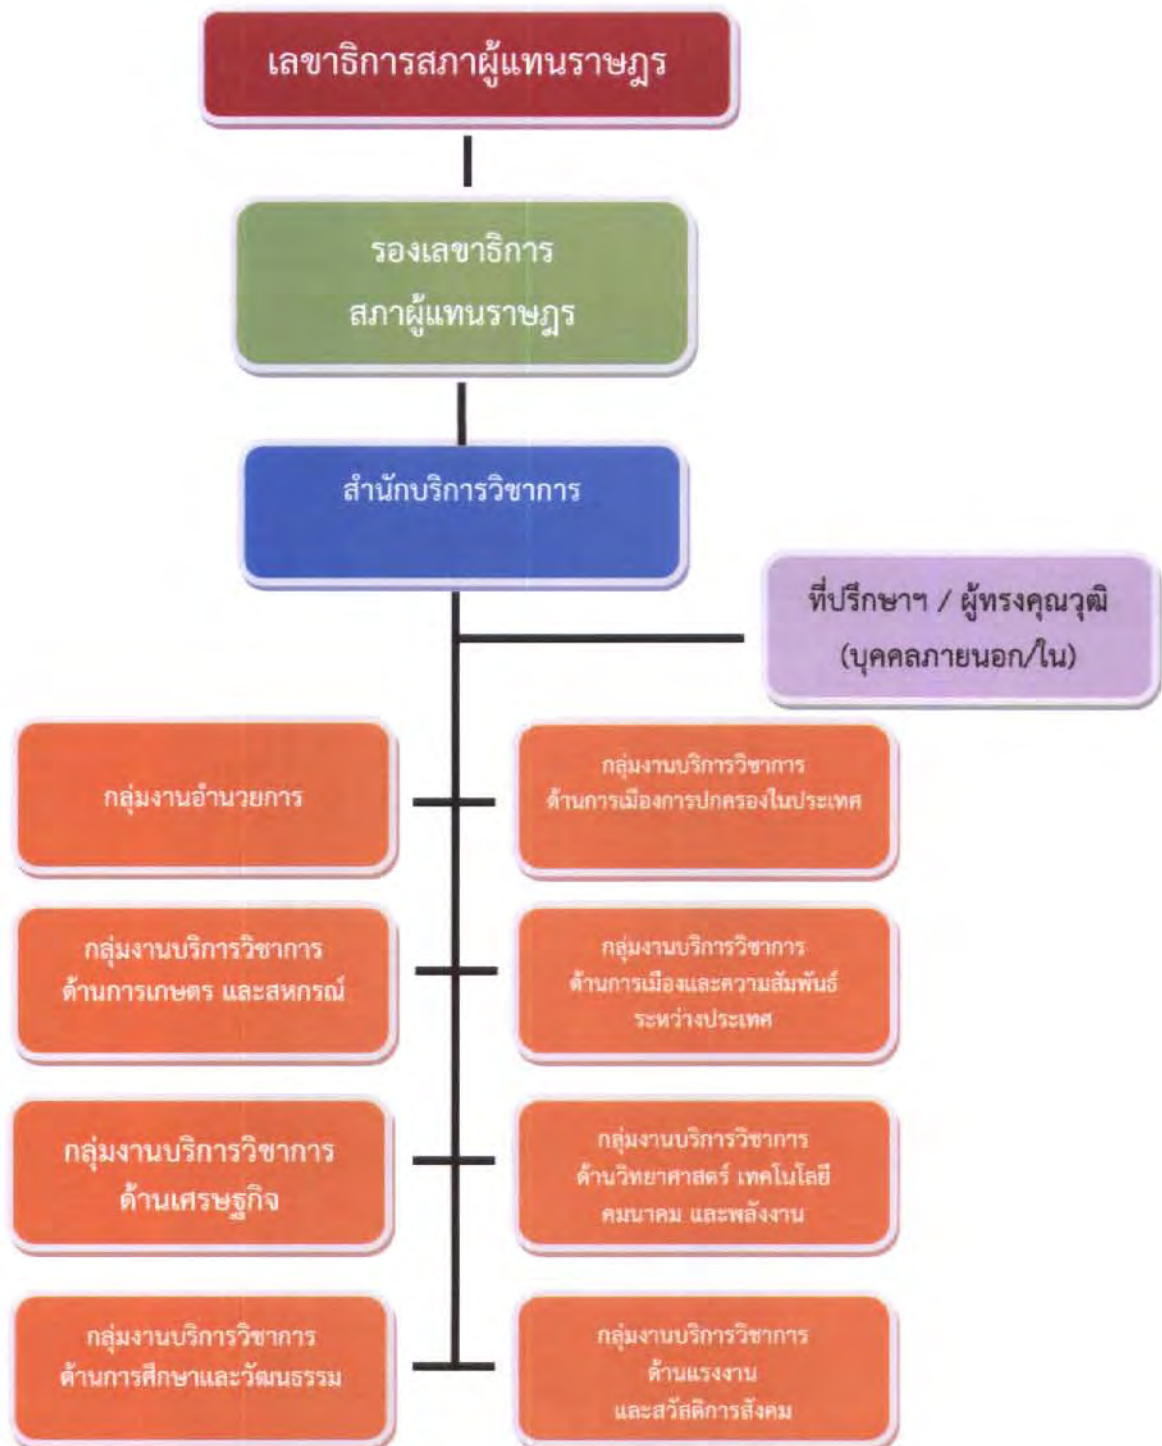 เลขาธิการสภาผู้แทนราษฎร
รองเลขาธิการ
สภาผู้แทนราษฎร
สำนักบริการวิชาการ
ที่ปรึกษาฯ / ผู้ทรงคุณวุฒิ
(บุคคลภายนอก/ใน)
กลุ่มงานอำนวยการ
กลุ่มงานบริการวิชาการ
ด้านการเมืองการปกครองในประเทศ
กลุ่มงานบริการวิชาการ
ด้านการเกษตร และสหกรณ์
กลุ่มงานบริการวิชาการ
ด้านการเมืองและความสัมพันธ์
ระหว่างประเทศ
กลุ่มงานบริการวิชาการ
ด้านเศรษฐกิจ
กลุ่มงานบริการวิชาการ
ด้านวิทยาศาสตร์ เทคโนโลยี
คมนาคม และพลังงาน
กลุ่มงานบริการวิชาการ
ด้านการศึกษาและวัฒนธรรม
กลุ่มงานบริการวิชาการ
ด้านแรงงาน
และสวัสดิการสังคม